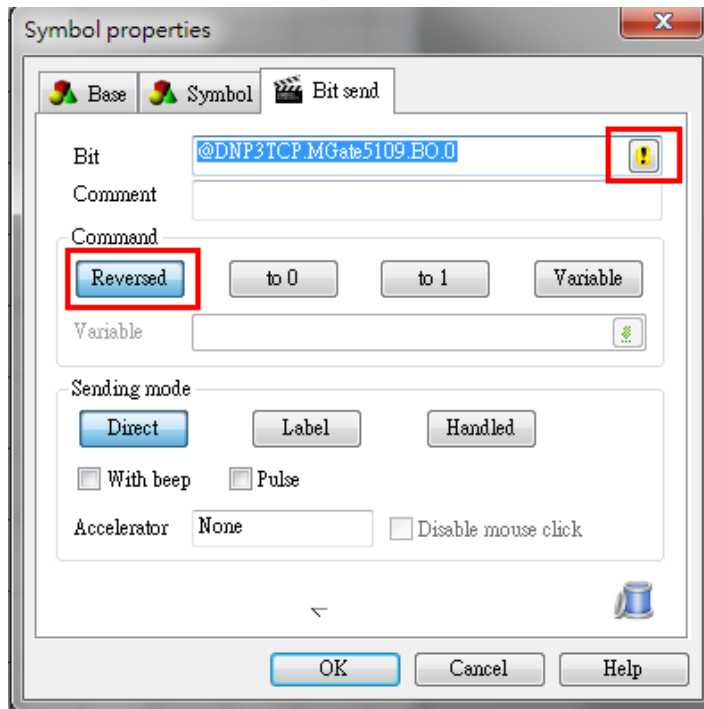 Symbol properties
Base Symbol Bit send
Bit @DNP3TCP.MGate5109.BO.0
Comment
Command
Reversed to 0 to 1 Variable
Variable
Sending mode
Direct Label Handled
With beep Pulse
Accelerator None Disable mouse click
OK Cancel Help